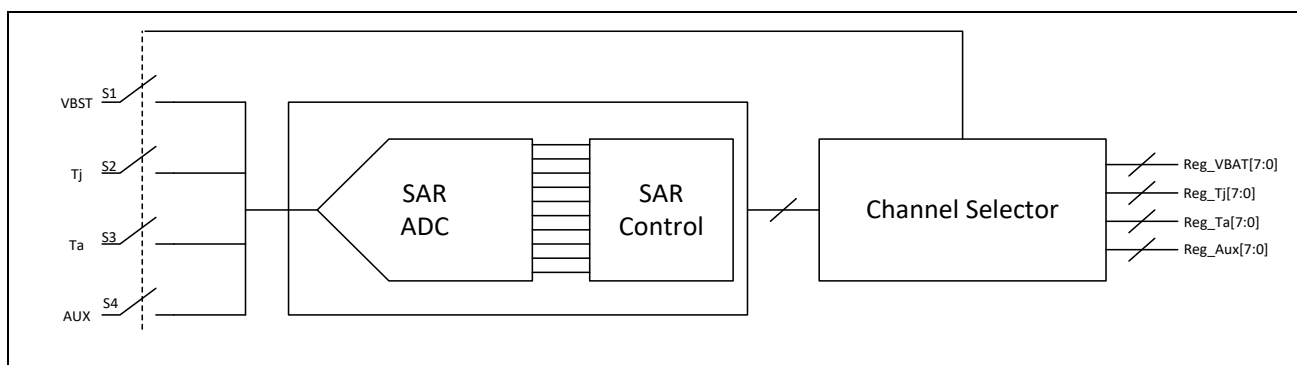 VBST
S1
Tj
S2
Ta
S3
AUX
S4
SAR
ADC
SAR
Control
Channel Selector
Reg_VBAT[7:0]
Reg_Tj[7:0]
Reg_Ta[7:0]
Reg_Aux[7:0]